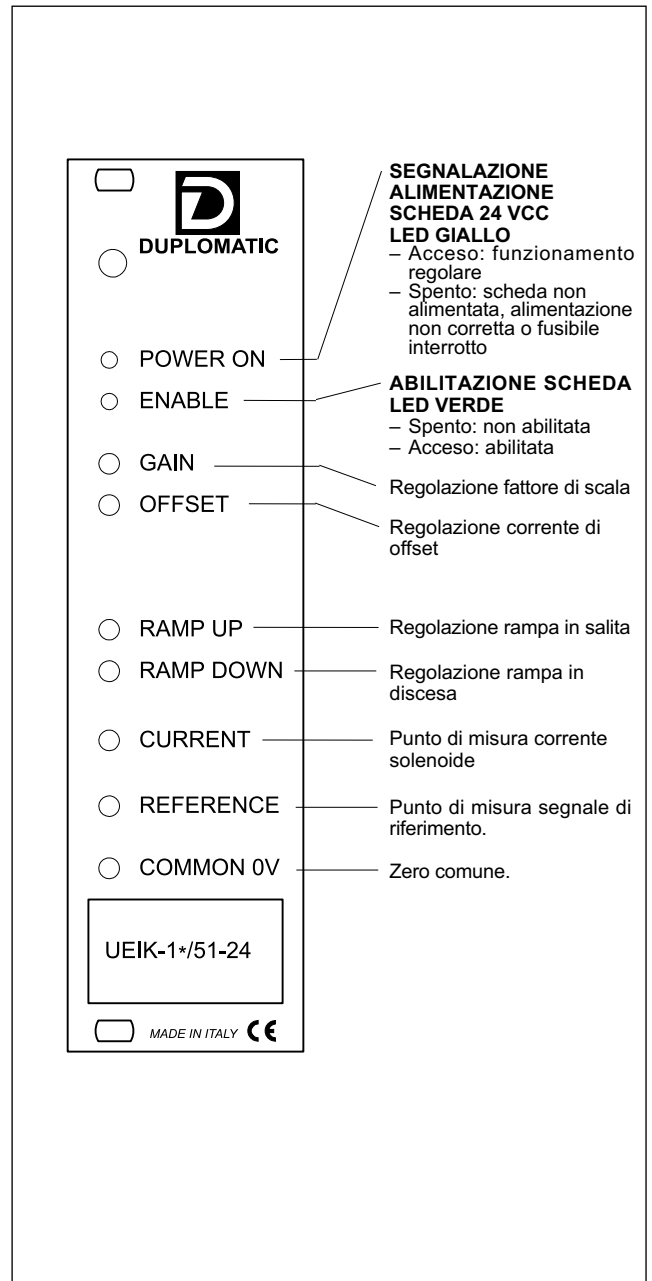 DUPLOMATIC
POWER ON
ENABLE
GAIN
OFFSET
RAMP UP
RAMP DOWN
CURRENT
REFERENCE
COMMON 0V
UEIK-1*/51-24
MADE IN ITALY CE
SEGNALAZIONE
ALIMENTAZIONE
SCHEDA 24 VCC
LED GIALLO
– Acceso: funzionamento
regolare
– Spento: scheda non
alimentata, alimentazione
non corretta o fusibile
interrotto
ABILITAZIONE SCHEDA
LED VERDE
– Spento: non abilitata
– Acceso: abilitata
Regolazione fattore di scala
Regolazione corrente di
offset
Regolazione rampa in salita
Regolazione rampa in
discesa
Punto di misura corrente
solenoide
Punto di misura segnale di
riferimento.
Zero comune.